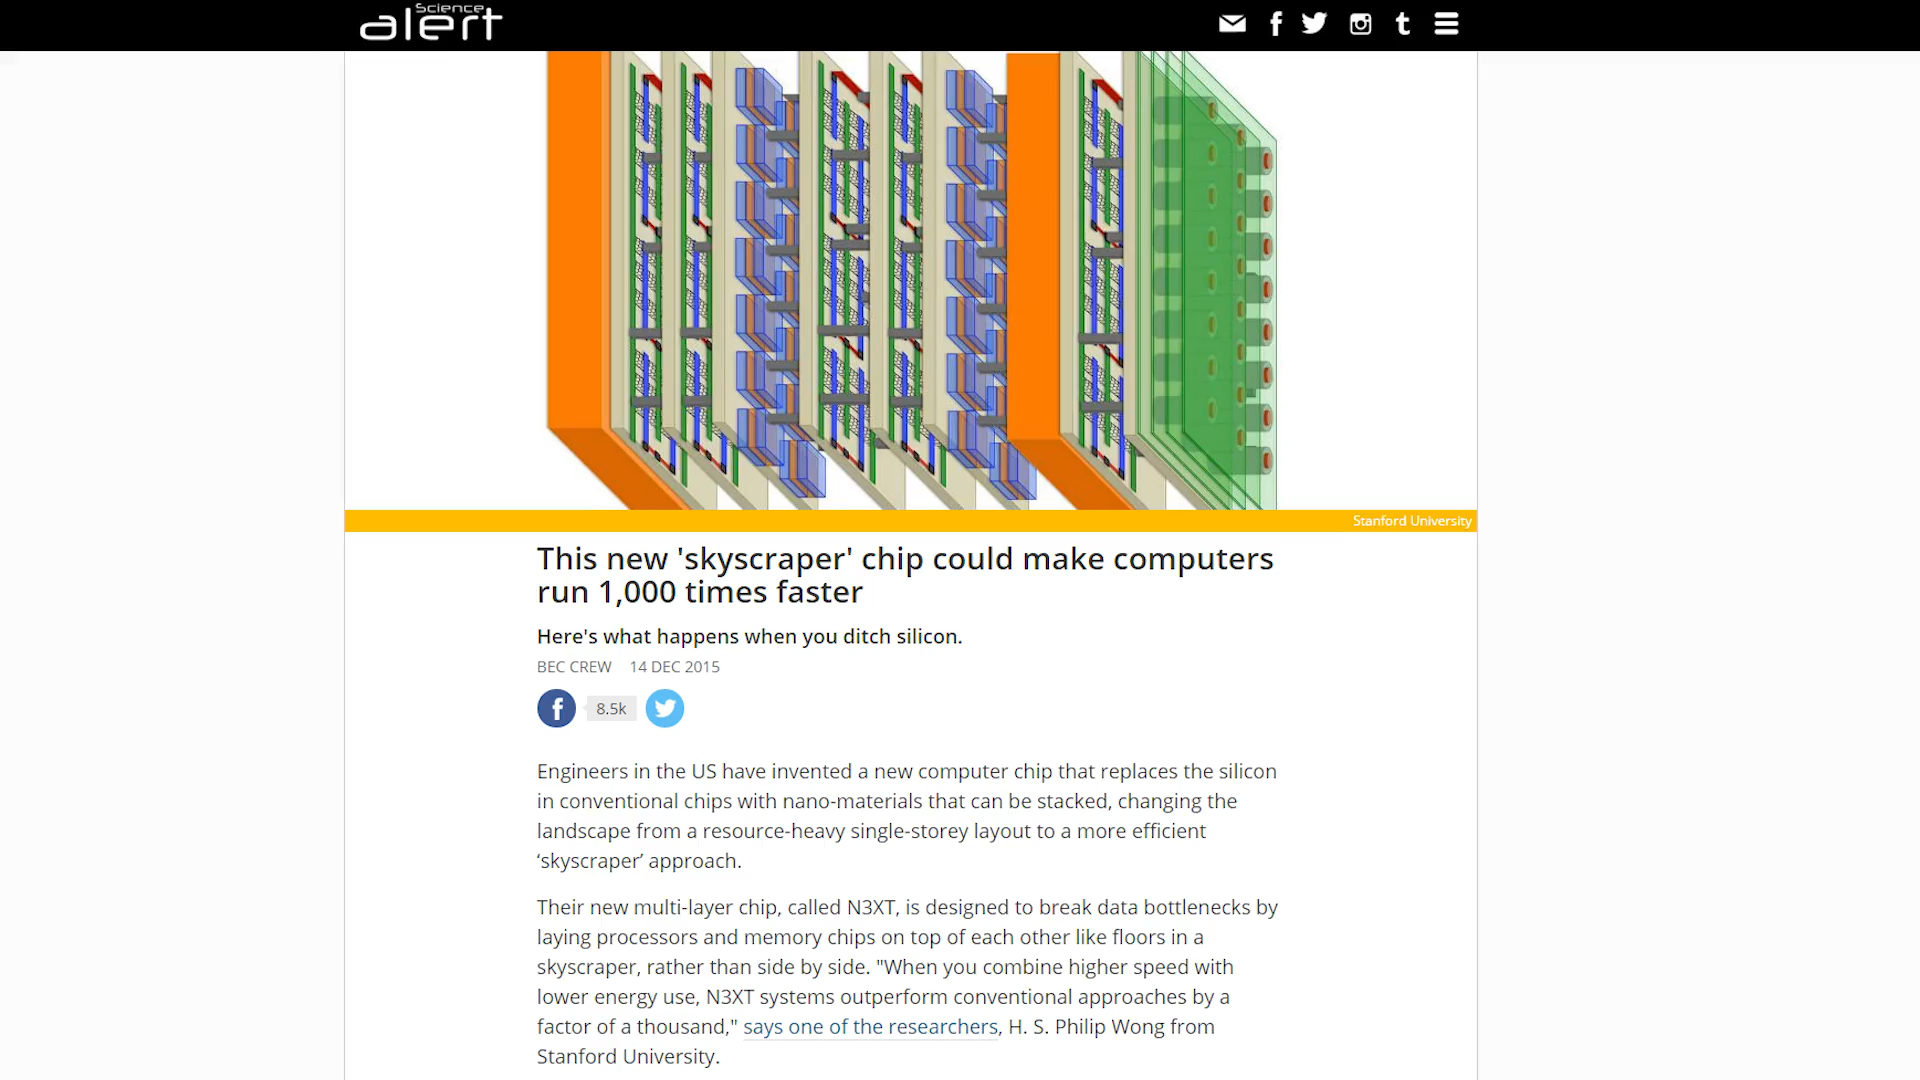 Science
alert
Stanford University
This new 'skyscraper' chip could make computers
run 1,000 times faster
Here's what happens when you ditch silicon.
BEC CREW 14 DEC 2015
8.5k
Engineers in the US have invented a new computer chip that replaces the silicon
in conventional chips with nano-materials that can be stacked, changing the
landscape from a resource-heavy single-storey layout to a more efficient
‘skyscraper’ approach.
Their new multi-layer chip, called N3XT, is designed to break data bottlenecks by
laying processors and memory chips on top of each other like floors in a
skyscraper, rather than side by side. "When you combine higher speed with
lower energy use, N3XT systems outperform conventional approaches by a
factor of a thousand," says one of the researchers, H. S. Philip Wong from
Stanford University.